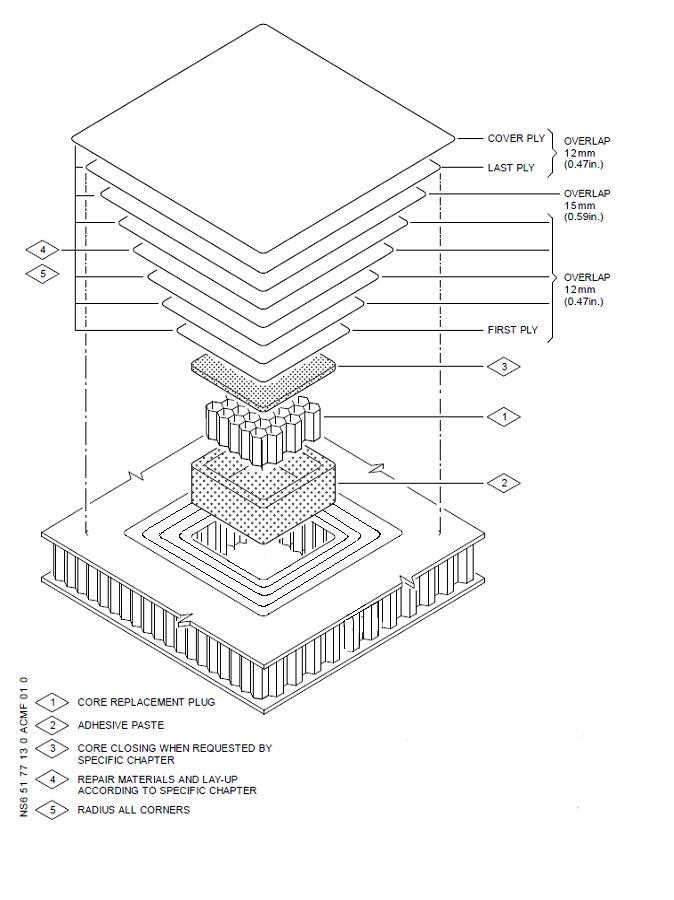 COVER PLY
OVERLAP
12mm
(0.47in.)
LAST PLY
OVERLAP
15mm
(0.59in.)
4
5
OVERLAP
12mm
(0.47in.)
FIRST PLY
3
1
2
1 CORE REPLACEMENT PLUG
2 ADHESIVE PASTE
3 CORE CLOSING WHEN REQUESTED BY
SPECIFIC CHAPTER
4 REPAIR MATERIALS AND LAY-UP
ACCORDING TO SPECIFIC CHAPTER
5 RADIUS ALL CORNERS
NS6 51 77 13 0 ACMF 01 0